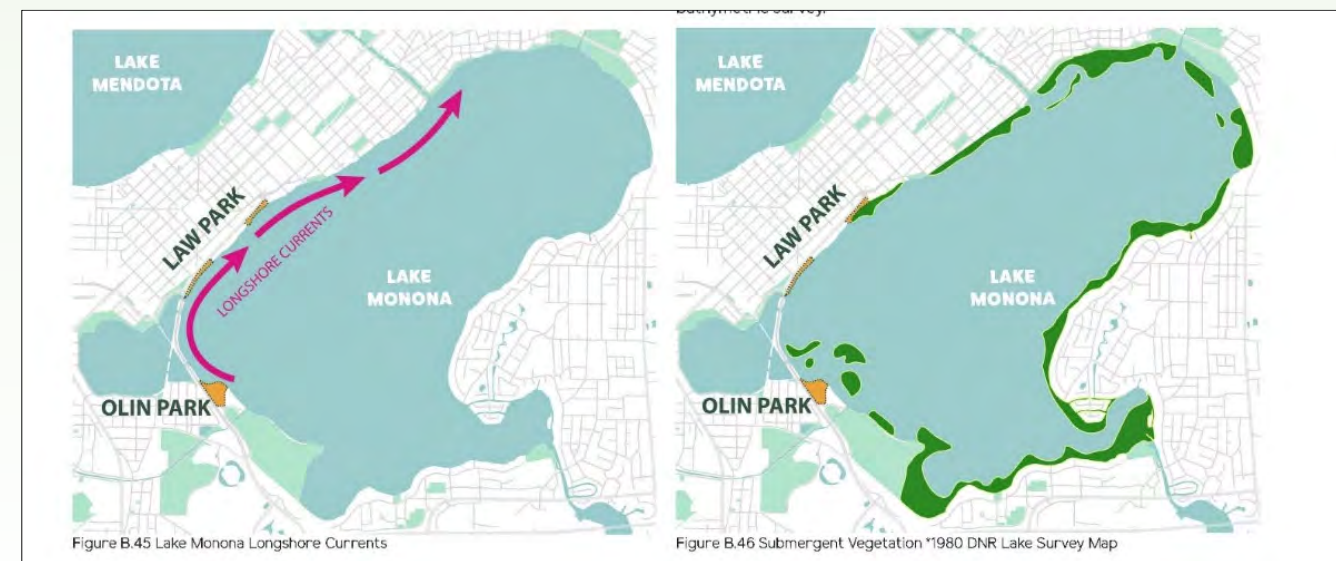 LAKE
MENDOTA
LAW PARK
LONGSHORE CURRENTS
LAKE
MONONA
OLIN PARK
Figure B.45 Lake Monona Longshore Currents
LAKE
MENDOTA
LAW PARK
LAKE
MONONA
OLIN PARK
Figure B.46 Submergent Vegetation *1980 DNR Lake Survey Map